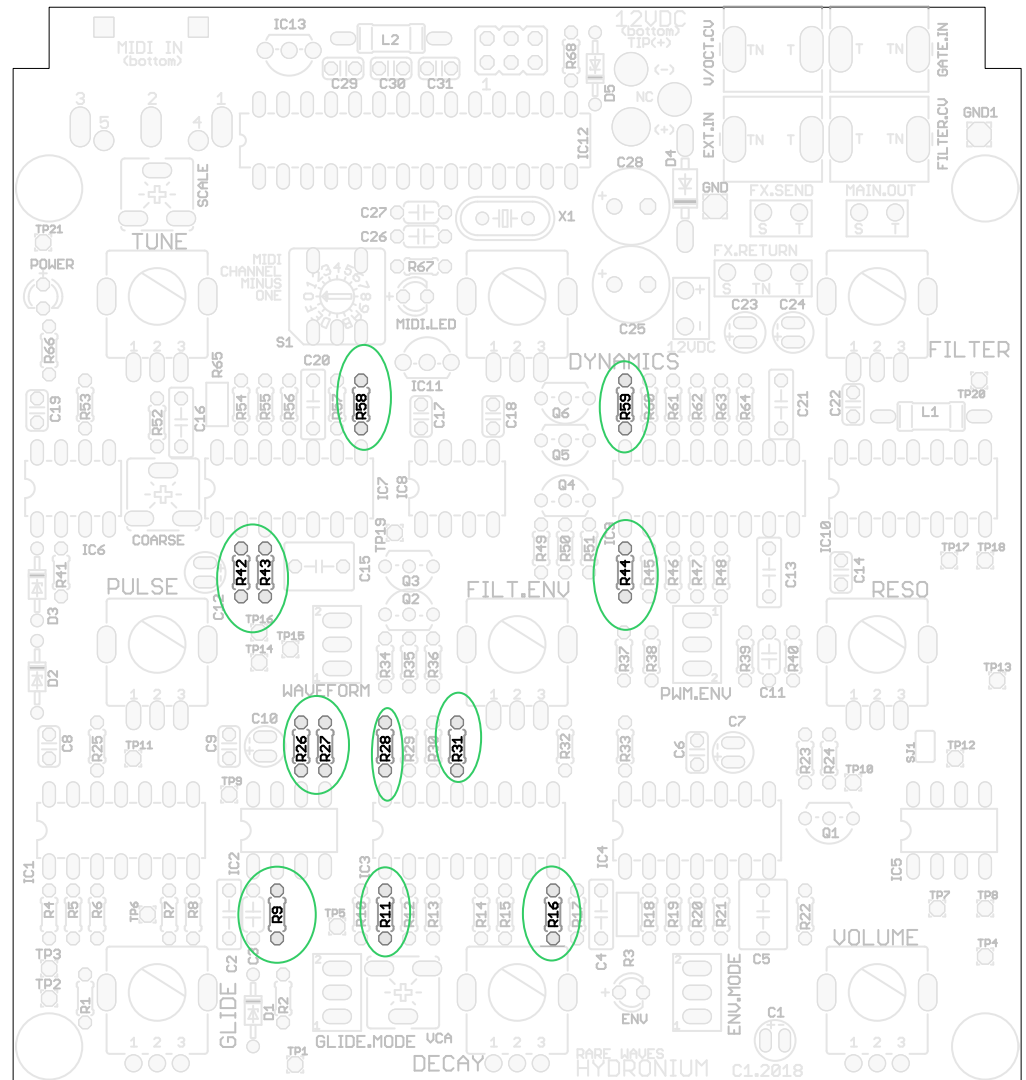 12VDC
(bottom)
TIP(+)
IC13
L2
MIDI IN
(bottom)
C29
C30
C31
1
R68
D5
(-)
NC
(+)
V/OCT.CV
TN
T
T
TN
GATE.IN
EXT.IN
TN
T
T
TN
FILTER.CV
GND1
3
2
1
5
4
IC12
D4
C28
GND
FX.SEND
MAIN.OUT
S
T
S
T
SCALE
TP21
TUNE
C27
C26
X1
POWER
MIDI
CHANNEL
MINUS
ONE
S1
R67
MIDI.LED
FX.RETURN
S
TN
T
C23
C24
C25
12VDC
R66
1 2 3
R65
C20
IC11
1 2 3
DYNAMICS
1 2 3
FILTER
TP20
C19
R53
R52
C16
R54
R55
R56
R57
R58
C17
C18
Q6
Q5
Q4
R59
R60
R61
R62
R63
R64
C21
C22
L1
COARSE
IC6
IC7
IC8
TP19
IC9
IC10
D3
R41
C12
R42
R43
C15
Q3
Q2
R49
R50
R51
R44
R45
R46
R47
R48
C13
C14
TP17
TP18
PULSE
FILT.ENV
RESO
TP16
TP15
TP14
2
1
WAVEFORM
R34
R35
R36
R37
R38
2
1
PWM.ENV
R39
C11
R40
TP13
D2
1 2 3
1 2 3
1 2 3
C8
R25
TP11
C9
C10
R26
R27
R28
R29
R30
R31
R32
R33
C6
C7
R23
R24
SJ1
TP12
TP10
TP9
Q1
IC1
IC2
IC3
IC4
IC5
R4
R5
R6
TP6
R7
R8
C2
C3
R9
TP5
R10
R11
R12
R13
R14
R15
R16
R17
C4
R18
R19
R20
R21
C5
R22
TP7
TP8
TP3
TP2
R1
GLIDE
D1
R2
2
1
GLIDE.MODE
VCA
R3
ENV
2
1
ENV.MODE
VOLUME
TP4
C1
TP1
1 2 3
1 2 3
1 2 3
DECAY
RARE WAVES
HYDRONIUM
C1.2018